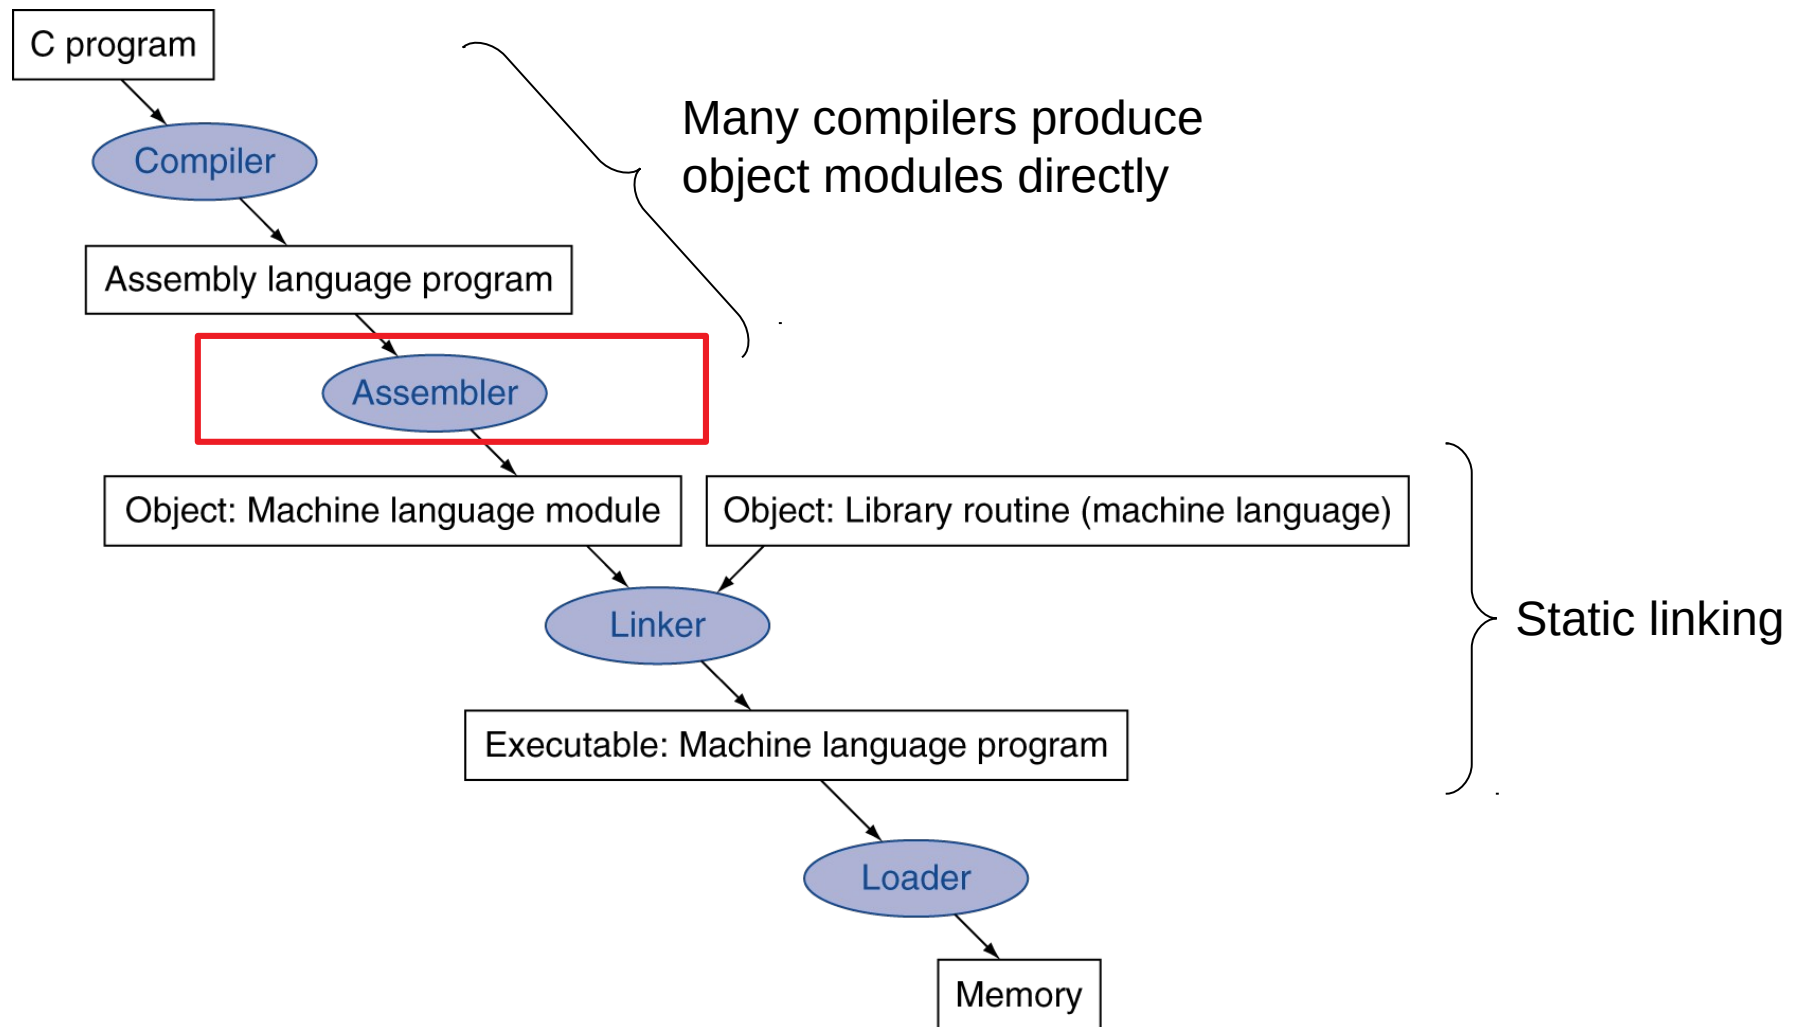 C program
Many compilers produce
object modules directly
Compiler
Assembly language program
Assembler
Object: Machine language module
Object: Library routine (machine language)
Linker
Static linking
Executable: Machine language program
Loader
Memory